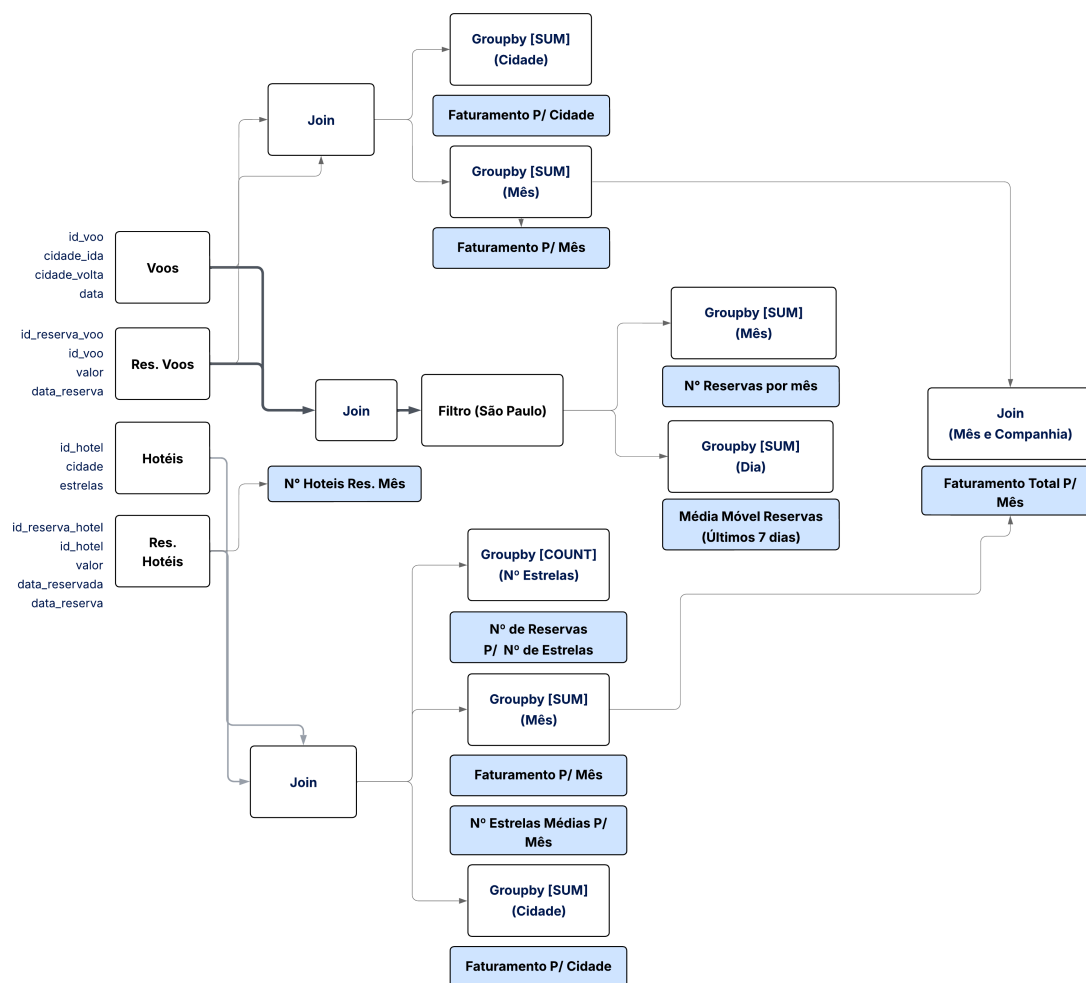 Groupby [SUM]
(Cidade)
Faturamento P/ Cidade
Join
Groupby [SUM]
(Mês)
Faturamento P/ Mês
id_voo
cidade_ida
cidade_volta
data
Voos
id_reserva_voo
id_voo
valor
data_reserva
Res. Voos
Join
Filtro (São Paulo)
Groupby [SUM]
(Mês)
N° Reservas por mês
Groupby [SUM]
(Dia)
Média Móvel Reservas
(Últimos 7 dias)
Join
(Mês e Companhia)
Faturamento Total P/
Mês
id_hotel
cidade
estrelas
Hotéis
N° Hoteis Res. Mês
id_reserva_hotel
id_hotel
valor
data_reservada
data_reserva
Res.
Hotéis
Groupby [COUNT]
(Nº Estrelas)
Nº de Reservas
P/ Nº de Estrelas
Groupby [SUM]
(Mês)
Join
Faturamento P/ Mês
Nº Estrelas Médias P/
Mês
Groupby [SUM]
(Cidade)
Faturamento P/ Cidade